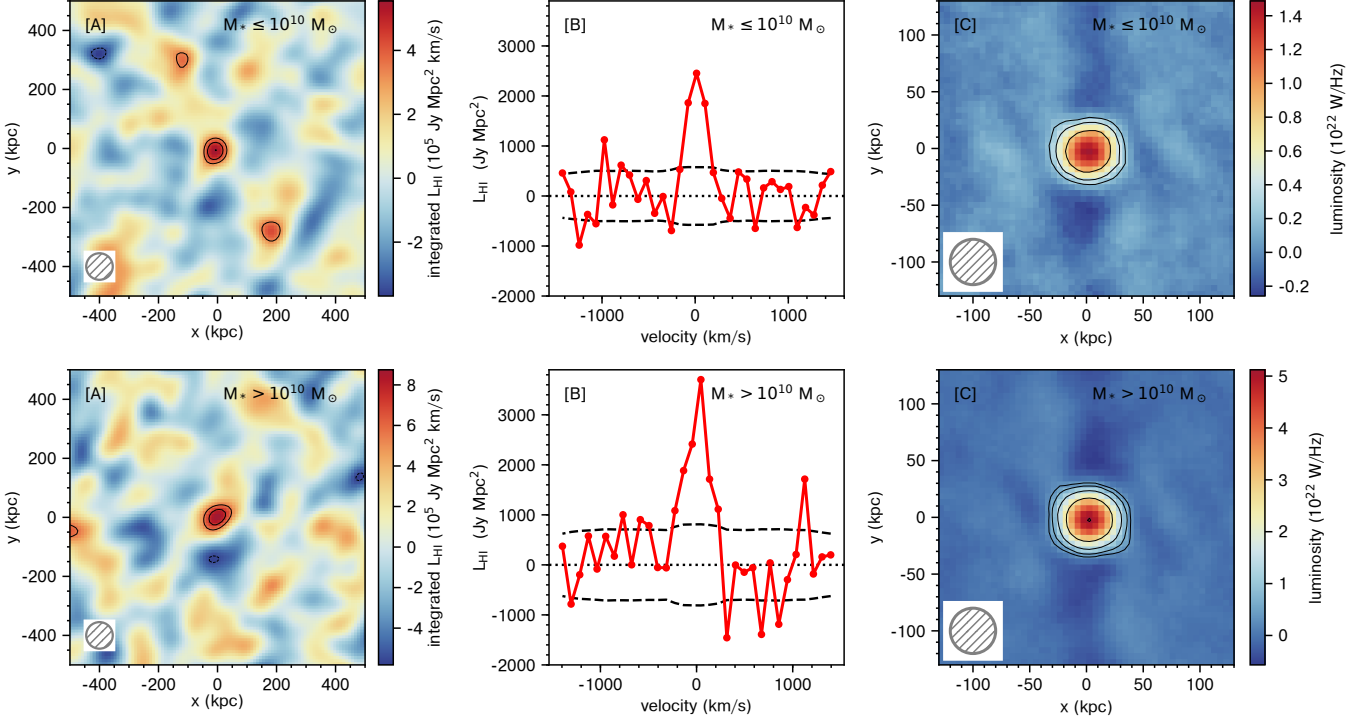 [A] M* ≤ 10^10 M⊙
400
200
0
-200
-400
y (kpc)
-400 -200 0 200 400
x (kpc)
4
2
0
-2
integrated L_HI (10^5 Jy Mpc^2 km/s)
[B] M* ≤ 10^10 M⊙
3000
2000
1000
0
-1000
-2000
L_HI (Jy Mpc^2)
-1000 0 1000
velocity (km/s)
[C] M* ≤ 10^10 M⊙
100
50
0
-50
-100
y (kpc)
-100 -50 0 50 100
x (kpc)
1.4
1.2
1.0
0.8
0.6
0.4
0.2
0.0
-0.2
luminosity (10^22 W/Hz)
[A] M* > 10^10 M⊙
400
200
0
-200
-400
y (kpc)
-400 -200 0 200 400
x (kpc)
8
6
4
2
0
-2
-4
integrated L_HI (10^5 Jy Mpc^2 km/s)
[B] M* > 10^10 M⊙
3000
2000
1000
0
-1000
-2000
L_HI (Jy Mpc^2)
-1000 0 1000
velocity (km/s)
[C] M* > 10^10 M⊙
100
50
0
-50
-100
y (kpc)
-100 -50 0 50 100
x (kpc)
5
4
3
2
1
0
luminosity (10^22 W/Hz)